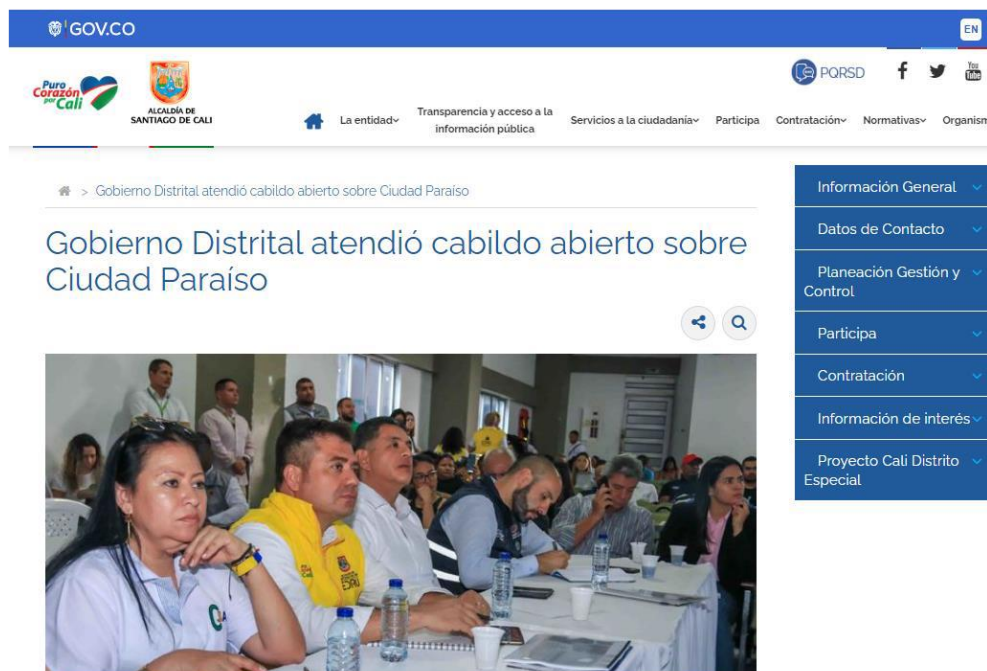 GOV.CO
EN
Puro
Corazón
por Cali
ALCALDÍA DE
SANTIAGO DE CALI
PQRSD
You
Tube
La entidad
Transparencia y acceso a la
información pública
Servicios a la ciudadanía
Participa
Contratación
Normativas
Organism
> Gobierno Distrital atendió cabildo abierto sobre Ciudad Paraíso
Gobierno Distrital atendió cabildo abierto sobre
Ciudad Paraíso
Información General
Datos de Contacto
Planeación Gestión y
Control
Participa
Contratación
Información de interés
Proyecto Cali Distrito
Especial